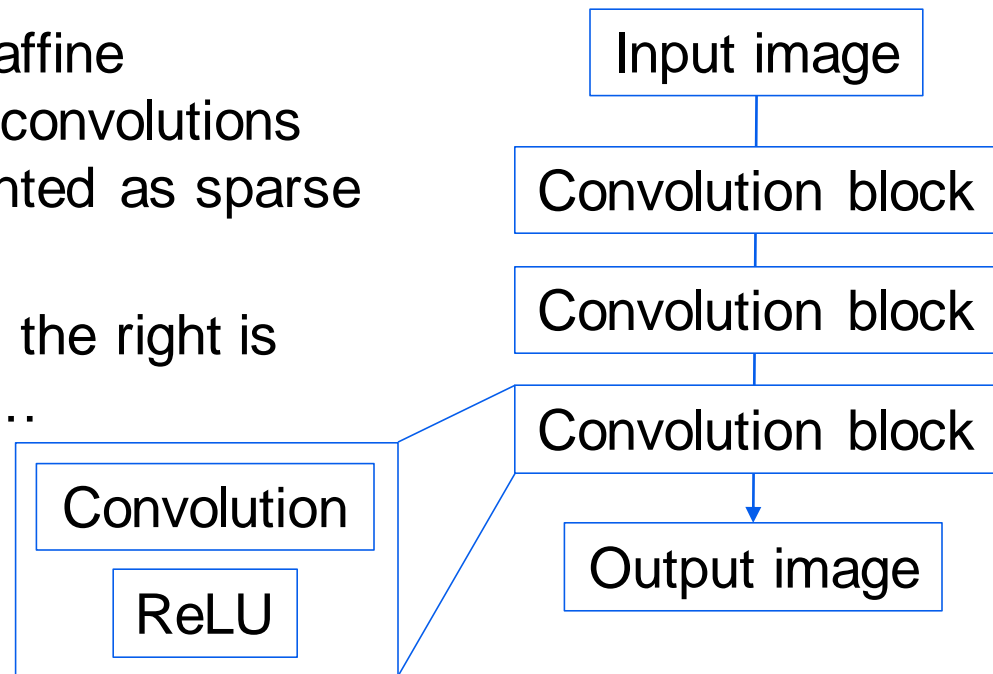 affine
convolutions
nted as sparse
the right is
…
Input image
Convolution block
Convolution block
Convolution block
Output image
Convolution
ReLU